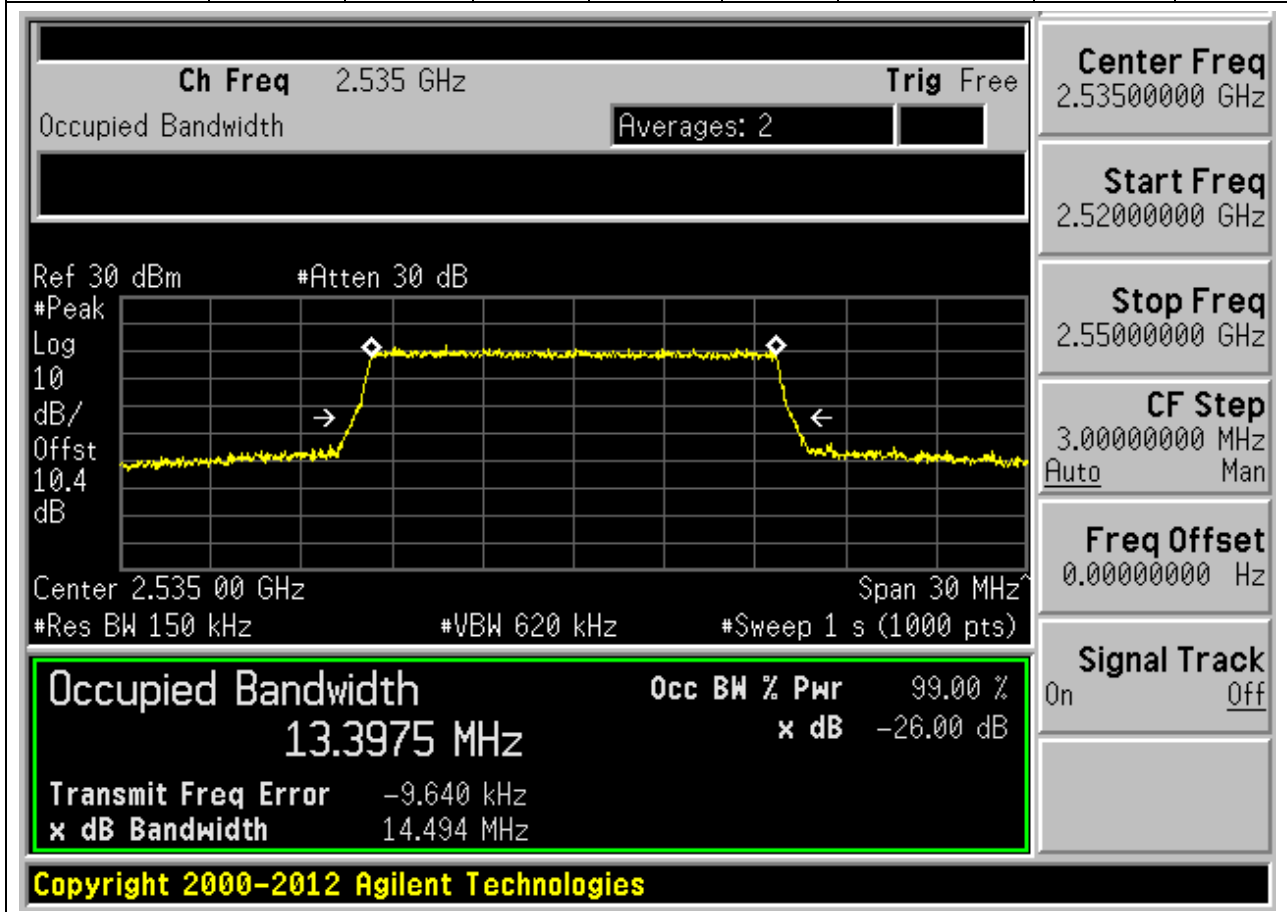 Ch Freq 2.535 GHz Trig Free
Occupied Bandwidth Averages: 2
Ref 30 dBm #Atten 30 dB
#Peak
Log
10
dB/
Offst
10.4
dB
Center 2.535 00 GHz Span 30 MHz^
#Res BW 150 kHz #VBW 620 kHz #Sweep 1 s (1000 pts)
Occupied Bandwidth Occ BW % Pwr 99.00 %
13.3975 MHz x dB -26.00 dB
Transmit Freq Error -9.640 kHz
x dB Bandwidth 14.494 MHz
Copyright 2000-2012 Agilent Technologies
Center Freq
2.53500000 GHz
Start Freq
2.52000000 GHz
Stop Freq
2.55000000 GHz
CF Step
3.00000000 MHz
Auto Man
Freq Offset
0.00000000 Hz
Signal Track
On Off